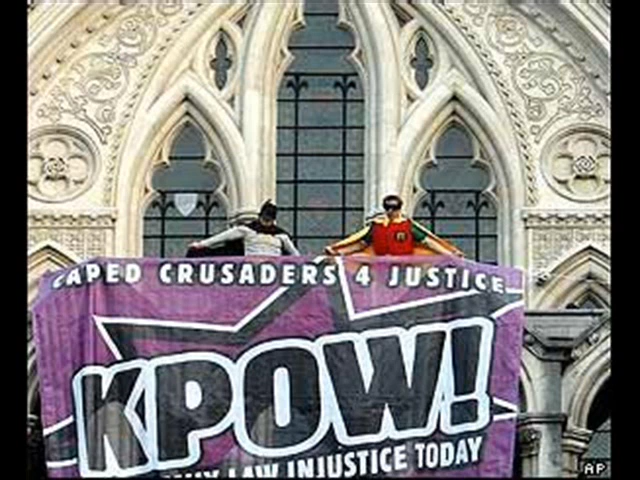 CAPED CRUSADERS 4 JUSTICE
KPOW!
LAW INJUSTICE TODAY
AP